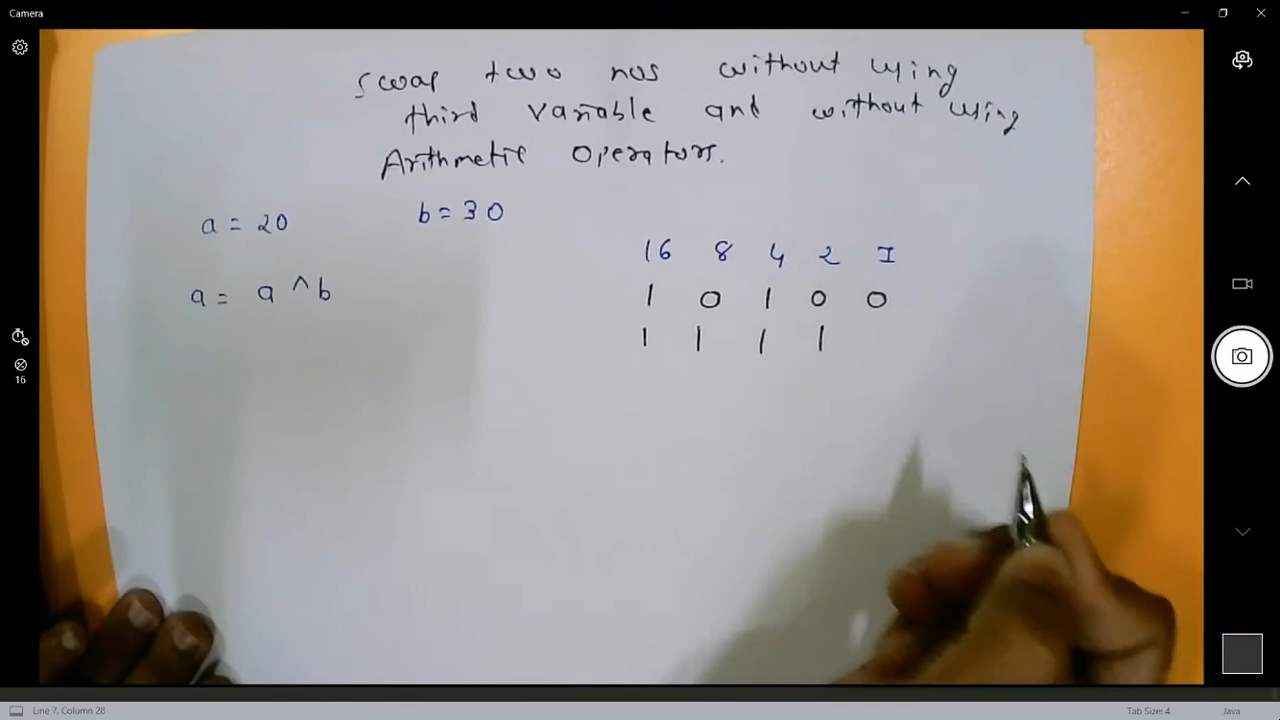 Camera
swap two nos without using
third variable and without using
Arithmetic Operators.
a = 20 b = 30
16 8 4 2 1
a = a ^ b
1 0 1 0 0
1 1 1 1
16
Line 7, Column 28 Tab Size: 4 Java